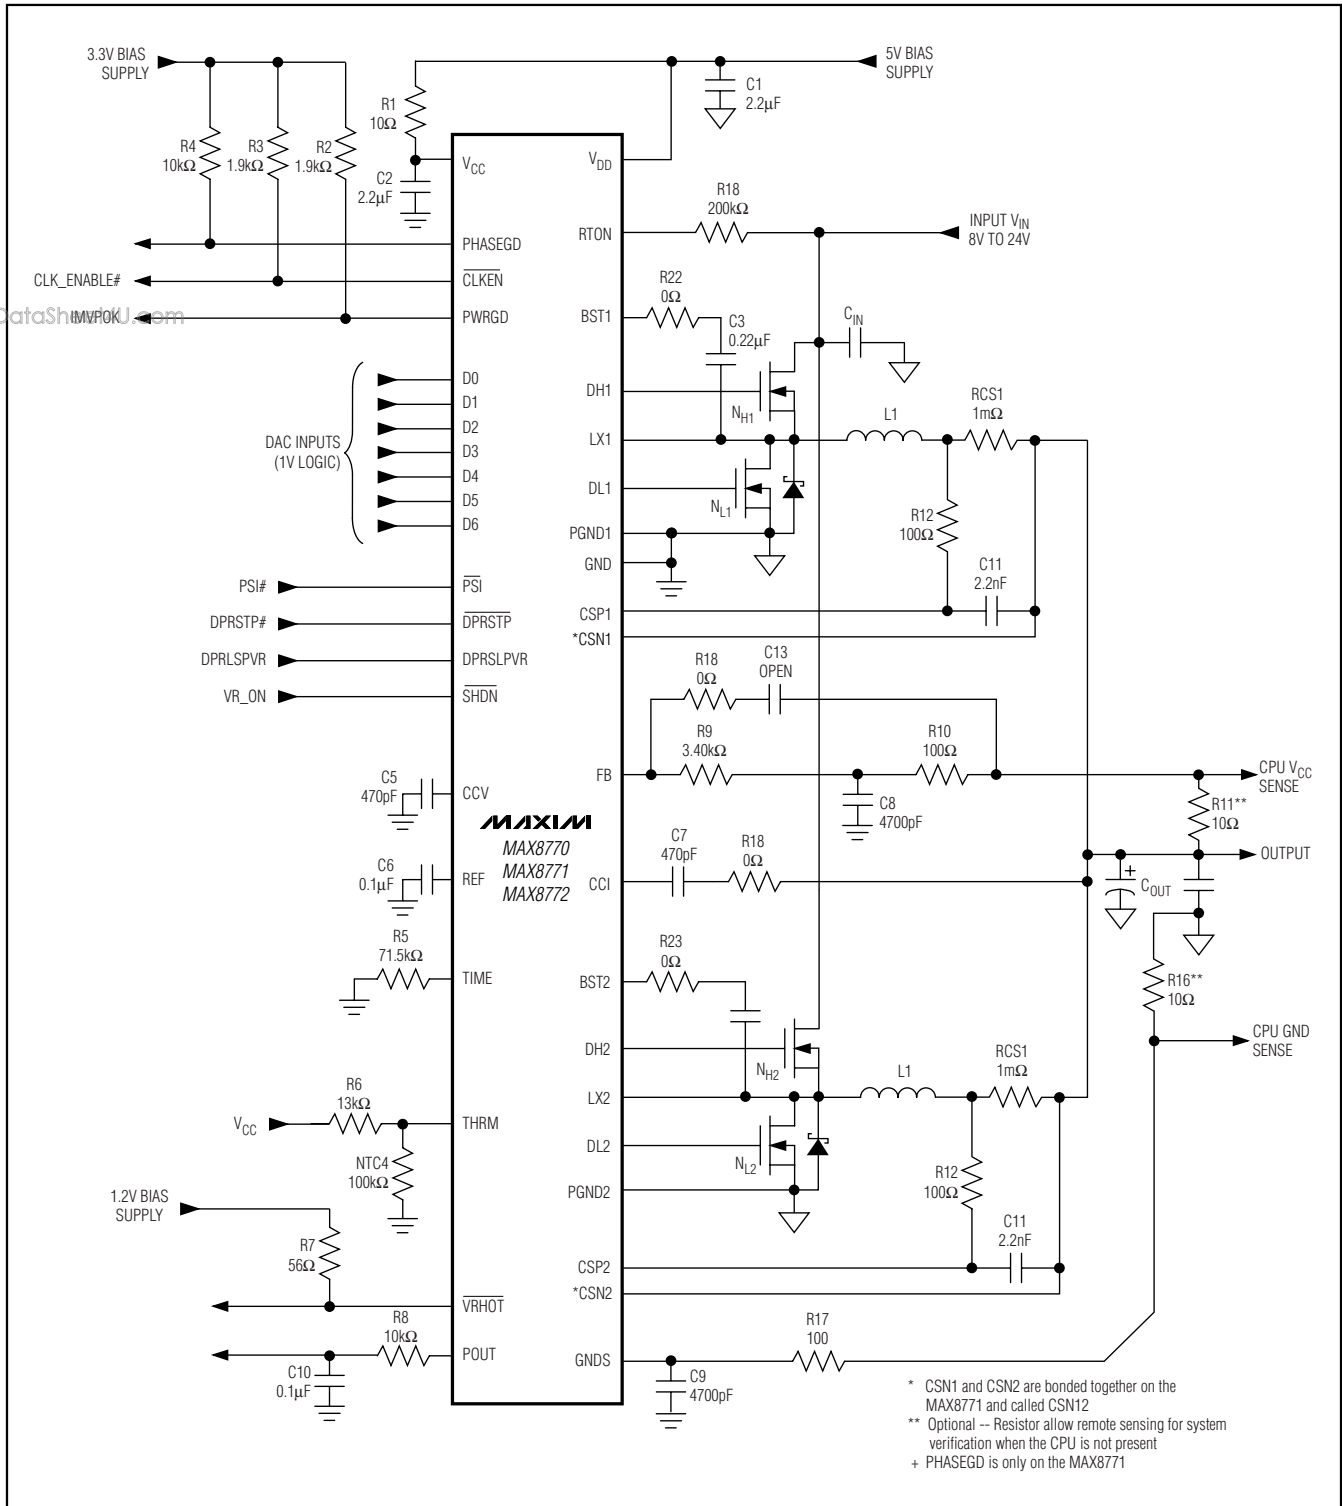 3.3V BIAS
SUPPLY
5V BIAS
SUPPLY
C1
2.2µF
R1
10Ω
R4
10kΩ
R3
1.9kΩ
R2
1.9kΩ
C2
2.2µF
VCC
VDD
R18
200kΩ
RTON
INPUT VIN
8V TO 24V
PHASEGD
CLK_ENABLE#
CLKEN
IMVPOK
PWRGD
R22
0Ω
BST1
C3
0.22µF
CIN
DAC INPUTS
(1V LOGIC)
D0
D1
D2
D3
D4
D5
D6
DH1
NH1
LX1
L1
RCS1
1mΩ
DL1
NL1
R12
100Ω
PGND1
GND
C11
2.2nF
CSP1
*CSN1
PSI#
PSI
DPRSTP#
DPRSTP
DPRLSPVR
DPRSLPVR
VR_ON
SHDN
R18
0Ω
C13
OPEN
R9
3.40kΩ
R10
100Ω
FB
C8
4700pF
CPU VCC
SENSE
R11**
10Ω
OUTPUT
C5
470pF
CCV
MAXIM
MAX8770
MAX8771
MAX8772
C6
0.1µF
REF
C7
470pF
R18
0Ω
CCI
+
COUT
R5
71.5kΩ
TIME
R23
0Ω
BST2
R16**
10Ω
CPU GND
SENSE
DH2
NH2
LX2
L1
RCS1
1mΩ
R6
13kΩ
VCC
THRM
NTC4
100kΩ
DL2
NL2
R12
100Ω
PGND2
1.2V BIAS
SUPPLY
R7
56Ω
C11
2.2nF
CSP2
*CSN2
VRHOT
R8
10kΩ
POUT
C10
0.1µF
R17
100
GNDS
C9
4700pF
* CSN1 and CSN2 are bonded together on the
MAX8771 and called CSN12
** Optional -- Resistor allow remote sensing for system
verification when the CPU is not present
+ PHASEGD is only on the MAX8771